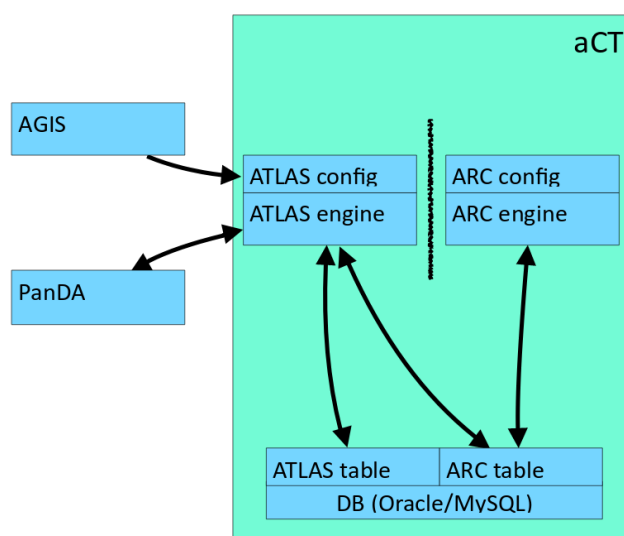 aCT
AGIS
ATLAS config
ARC config
ATLAS engine
ARC engine
PanDA
ATLAS table
ARC table
DB (Oracle/MySQL)